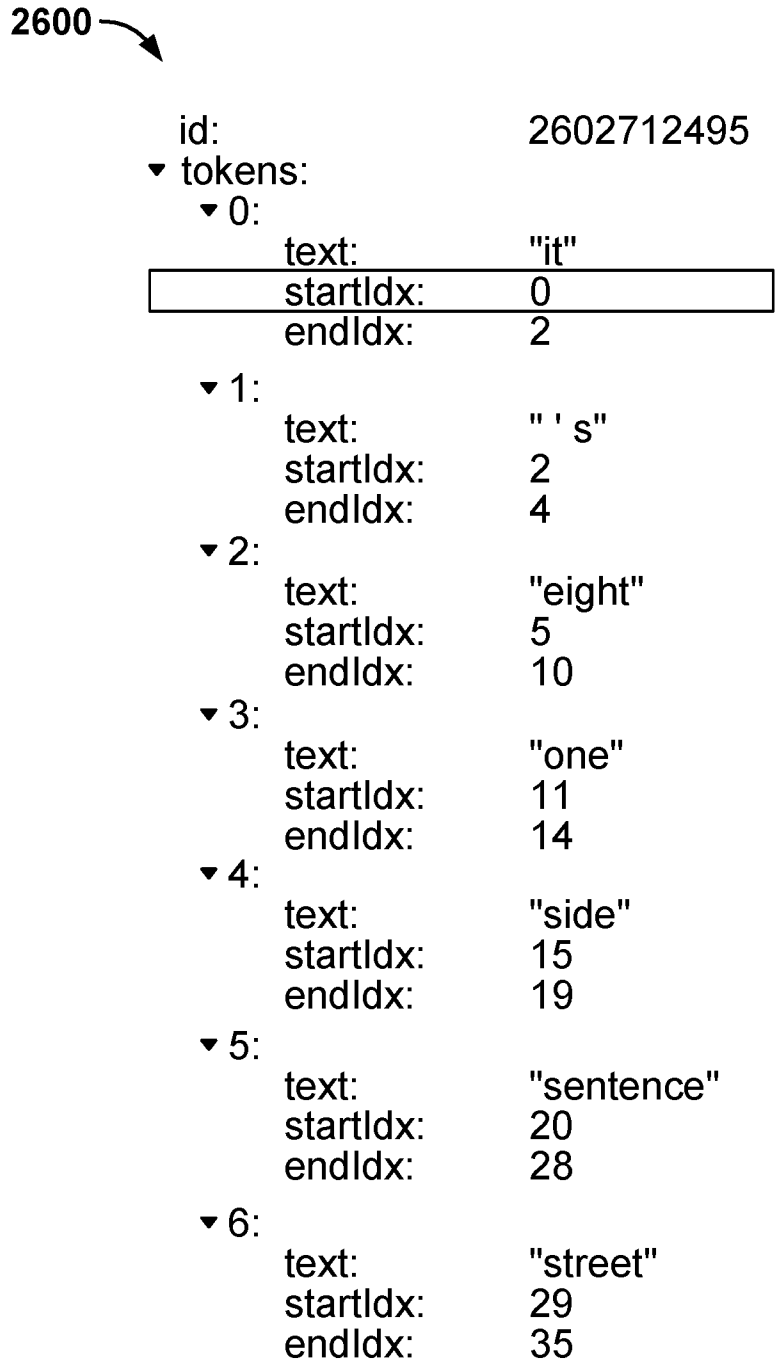 2600
id: 2602712495
tokens:
0:
text: "it"
startIdx: 0
endIdx: 2
1:
text: " ' s"
startIdx: 2
endIdx: 4
2:
text: "eight"
startIdx: 5
endIdx: 10
3:
text: "one"
startIdx: 11
endIdx: 14
4:
text: "side"
startIdx: 15
endIdx: 19
5:
text: "sentence"
startIdx: 20
endIdx: 28
6:
text: "street"
startIdx: 29
endIdx: 35